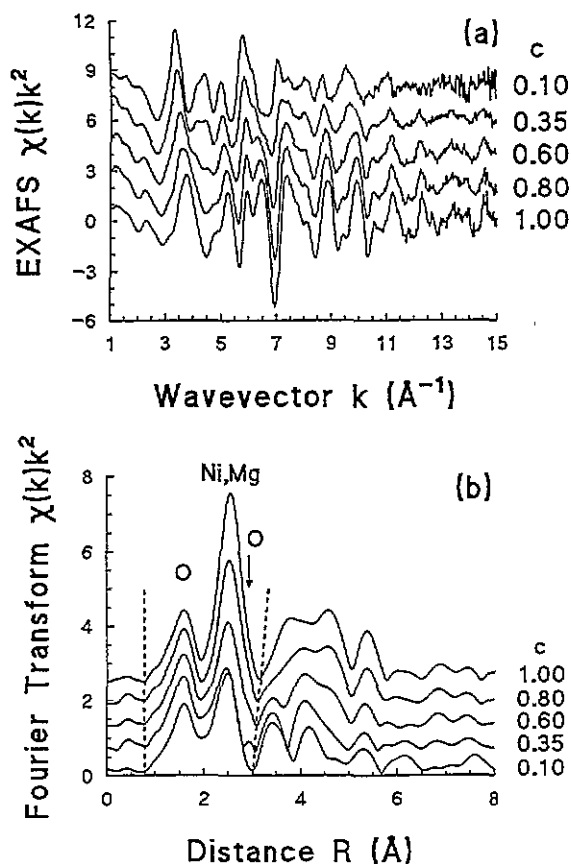 (a)
c
12
9
6
3
0
−3
−6
EXAFS χ(k)k²
0.10
0.35
0.60
0.80
1.00
1 3 5 7 9 11 13 15
Wavevector k (Å⁻¹)
(b)
Ni,Mg
O
O
8
6
4
2
0
Fourier Transform χ(k)k²
c
1.00
0.80
0.60
0.35
0.10
0 2 4 6 8
Distance R (Å)